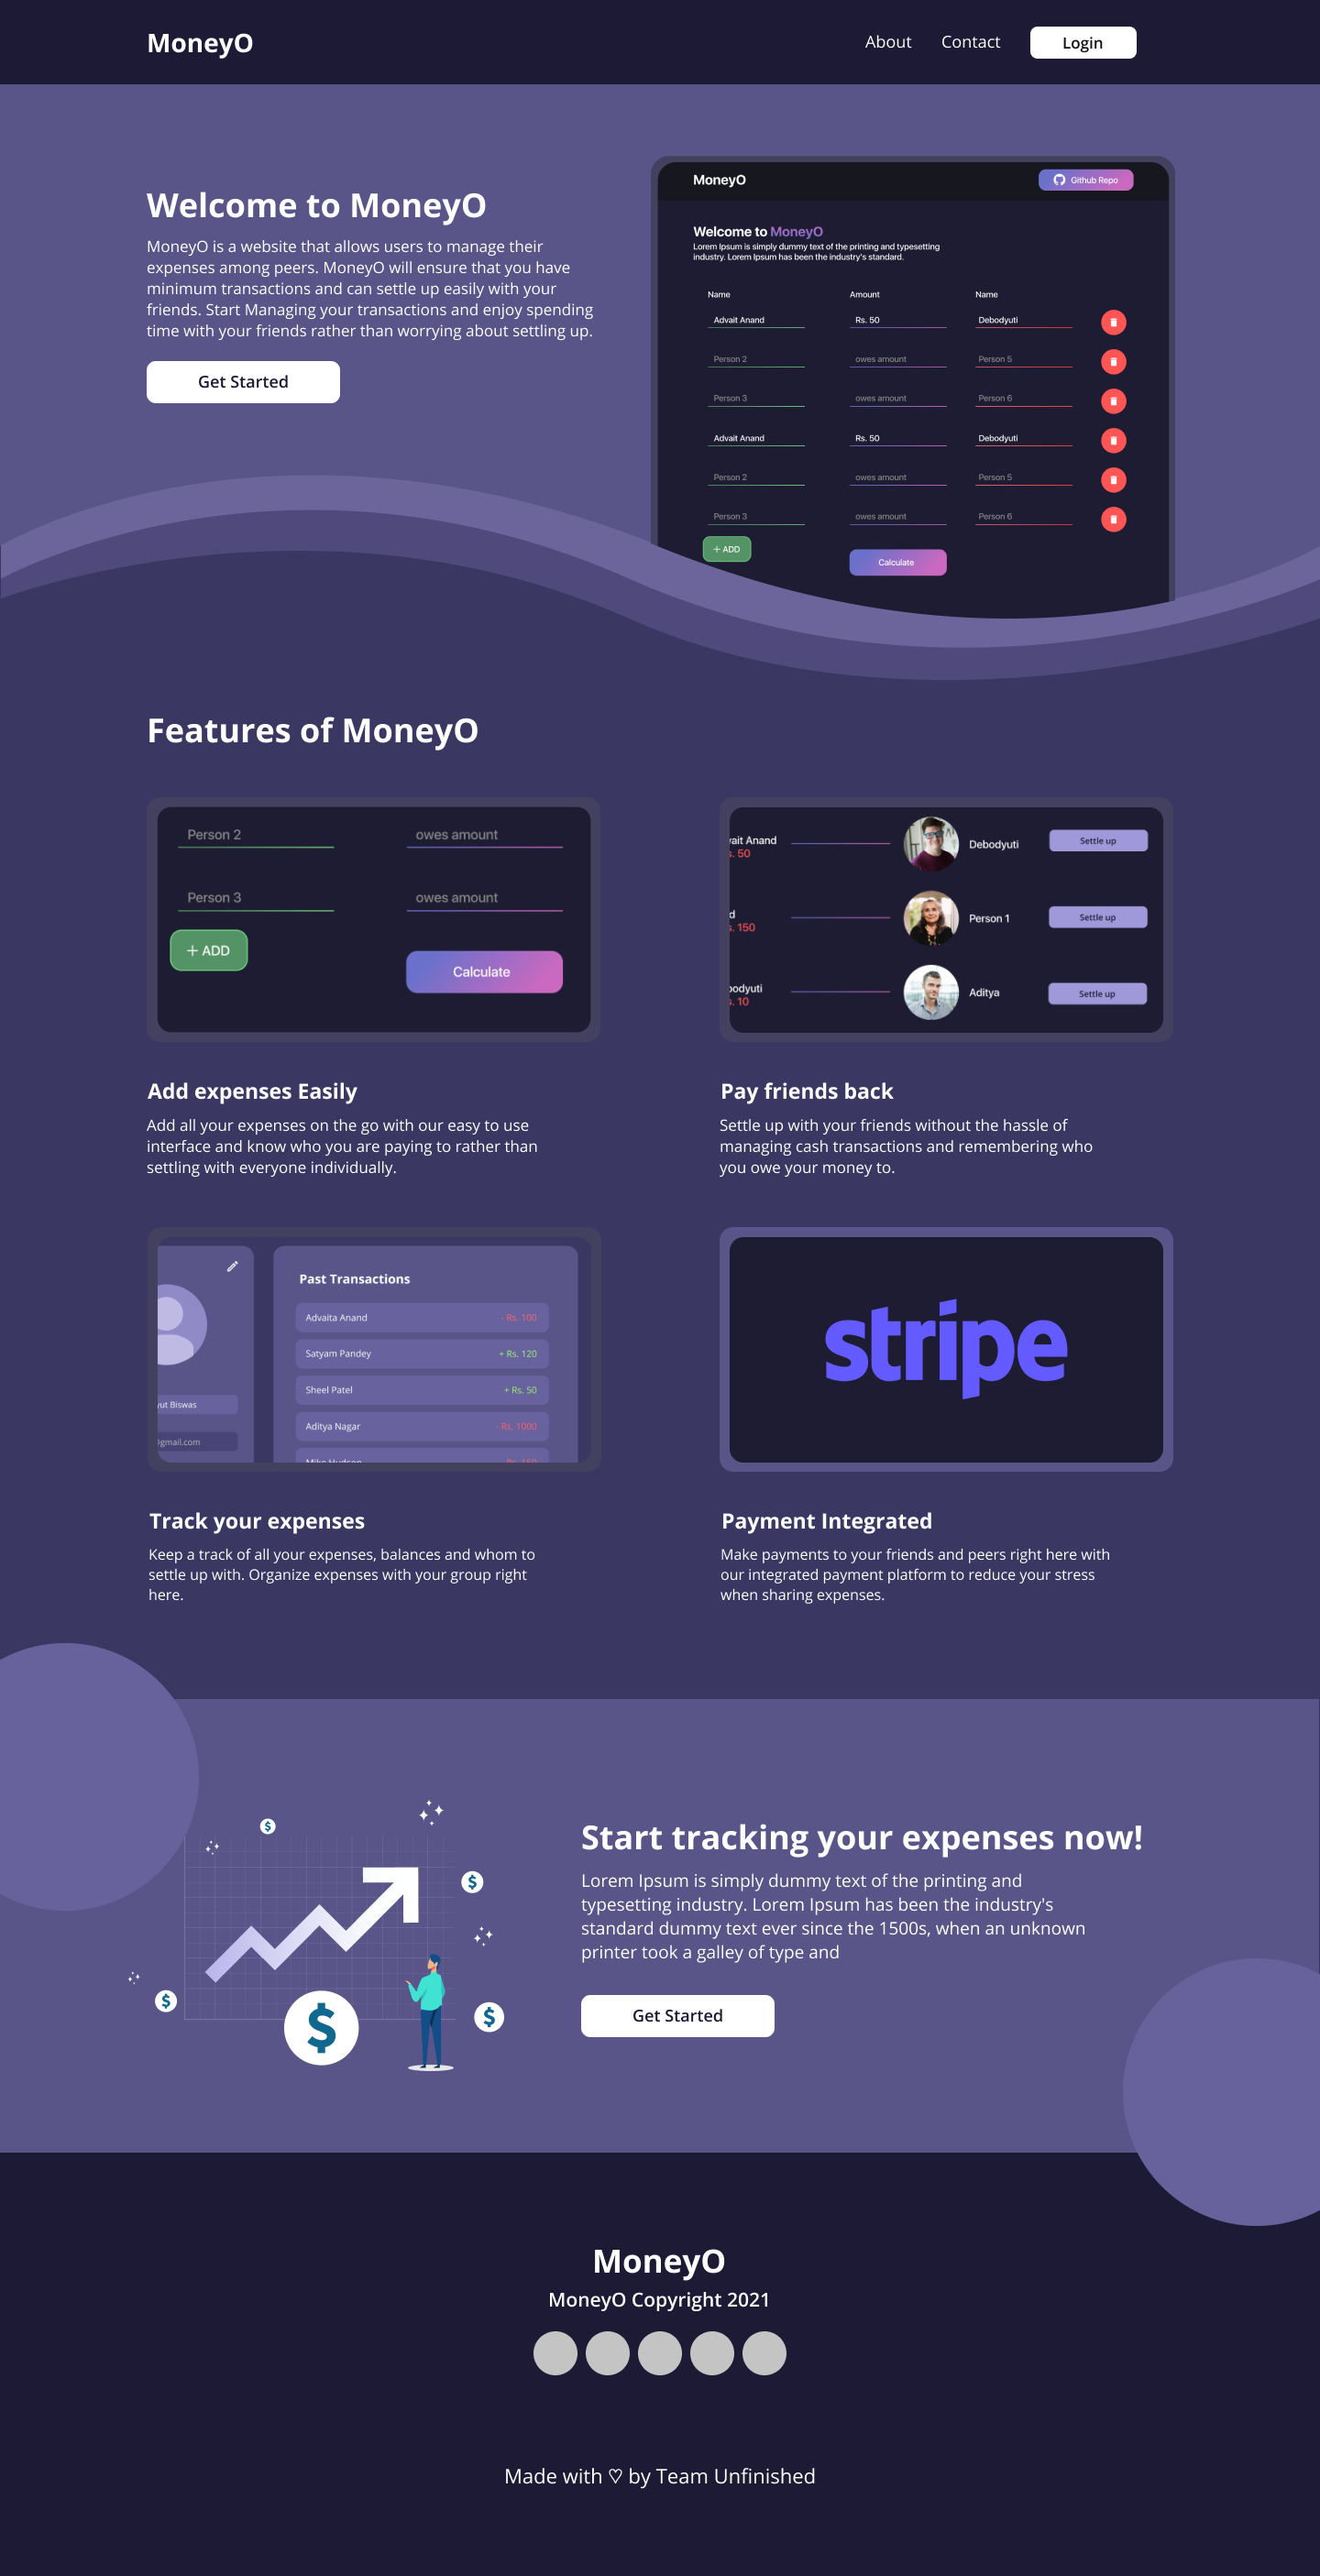 MoneyO
About
Contact
Login
Welcome to MoneyO
MoneyO is a website that allows users to manage their
expenses among peers. MoneyO will ensure that you have
minimum transactions and can settle up easily with your
friends. Start Managing your transactions and enjoy spending
time with your friends rather than worrying about settling up.
Get Started
MoneyO
Github Repo
Welcome to MoneyO
Lorem Ipsum is simply dummy text of the printing and typesetting
industry. Lorem Ipsum has been the industry's standard.
Name Amount Name
Advait Anand Rs. 50 Debodyuti
Person 2 owes amount Person 5
Person 3 owes amount Person 6
Advait Anand Rs. 50 Debodyuti
Person 2 owes amount Person 5
Person 3 owes amount Person 6
+ ADD
Calculate
Features of MoneyO
Person 2 owes amount
Person 3 owes amount
+ ADD
Calculate
vait Anand Debodyuti Settle up
s. 50
d Person 1 Settle up
s. 150
bodyuti Aditya Settle up
s. 10
Add expenses Easily
Add all your expenses on the go with our easy to use
interface and know who you are paying to rather than
settling with everyone individually.
Pay friends back
Settle up with your friends without the hassle of
managing cash transactions and remembering who
you owe your money to.
yut Biswas
@gmail.com
Past Transactions
Advaita Anand - Rs. 100
Satyam Pandey + Rs. 120
Sheel Patel + Rs. 50
Aditya Nagar - Rs. 1000
Mike Hudson - Rs. 150
stripe
Track your expenses
Keep a track of all your expenses, balances and whom to
settle up with. Organize expenses with your group right
here.
Payment Integrated
Make payments to your friends and peers right here with
our integrated payment platform to reduce your stress
when sharing expenses.
$
$
$
$
$
Start tracking your expenses now!
Lorem Ipsum is simply dummy text of the printing and
typesetting industry. Lorem Ipsum has been the industry's
standard dummy text ever since the 1500s, when an unknown
printer took a galley of type and
Get Started
MoneyO
MoneyO Copyright 2021
Made with ♡ by Team Unfinished